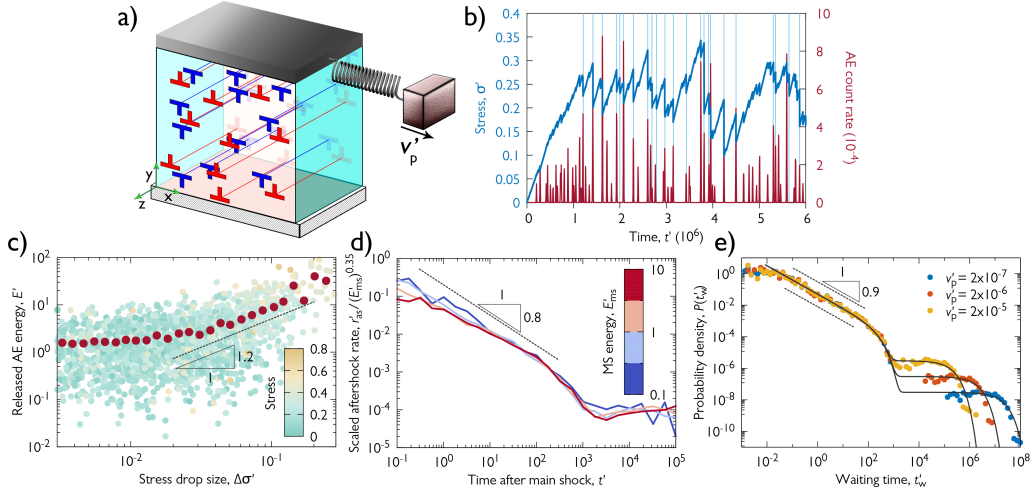 a)
v'p
y
z
x
b)
Stress, σ'
0.4
0.35
0.3
0.25
0.2
0.15
0.1
0.05
0
0 1 2 3 4 5 6
Time, t' (10⁶)
10
8
6
4
2
0
AE count rate (10⁻⁴)
c)
Released AE energy, E'
10²
10¹
10⁰
10⁻¹
10⁻²
10⁻² 10⁻¹
Stress drop size, Δσ'
1.2
1
Stress
0.8
0.6
0.4
0.2
0
d)
Scaled aftershock rate, r'as/(E'ms)^0.35
10⁰
10⁻¹
10⁻²
10⁻³
10⁻⁴
10⁻⁵
10⁻¹ 10⁰ 10¹ 10² 10³ 10⁴ 10⁵
Time after main shock, t'
1
0.8
MS energy, E'ms
10
1
0.1
e)
Probability density, P(t'w)
10⁰
10⁻²
10⁻⁴
10⁻⁶
10⁻⁸
10⁻¹⁰
10⁻² 10⁰ 10² 10⁴ 10⁶ 10⁸
Waiting time, t'w
1
0.9
v'p = 2x10⁻⁷
v'p = 2x10⁻⁶
v'p = 2x10⁻⁵